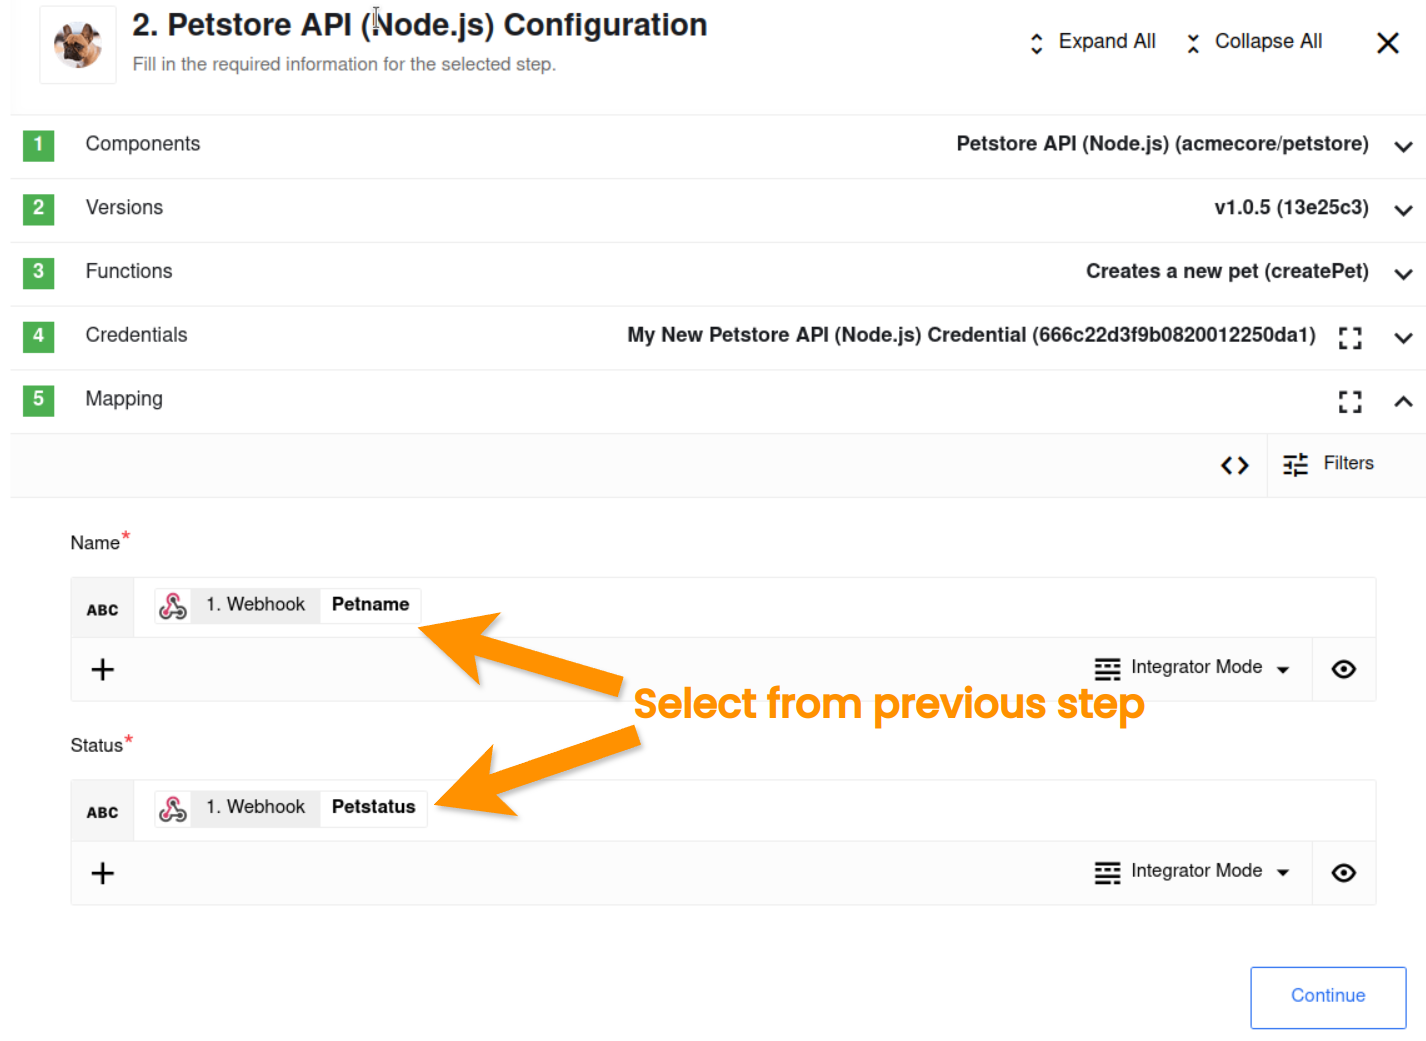 2. Petstore API (Node.js) Configuration
Fill in the required information for the selected step.
Expand All
Collapse All
1 Components Petstore API (Node.js) (acmecore/petstore)
2 Versions v1.0.5 (13e25c3)
3 Functions Creates a new pet (createPet)
4 Credentials My New Petstore API (Node.js) Credential (666c22d3f9b0820012250da1)
5 Mapping
Filters
Name*
ABC 1. Webhook Petname
Integrator Mode
Select from previous step
Status*
ABC 1. Webhook Petstatus
Integrator Mode
Continue